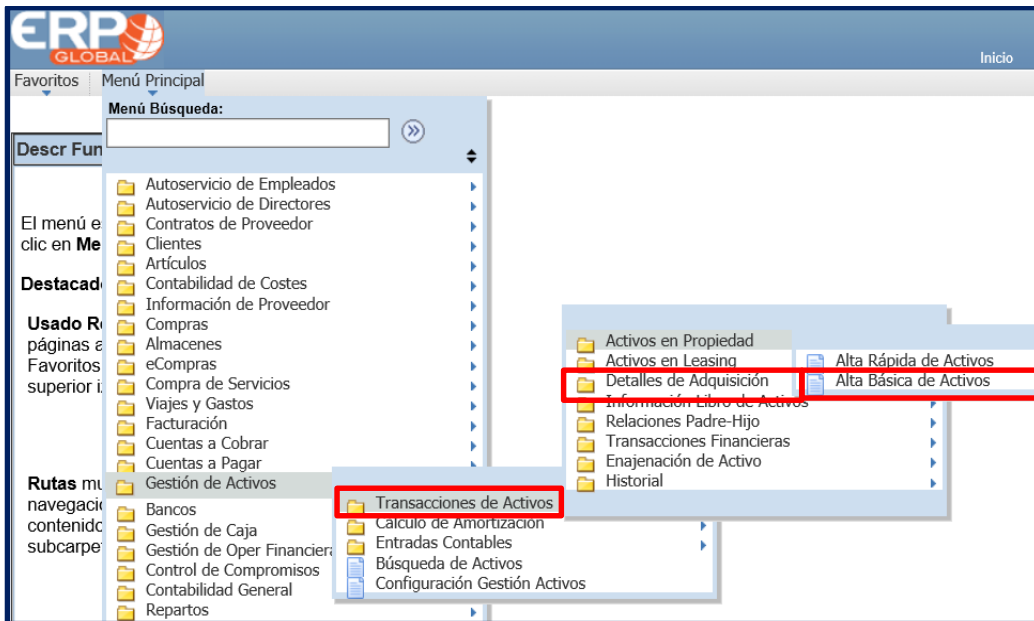 ERP
GLOBAL
Inicio
Favoritos
Menú Principal
Menú Búsqueda:
Descr Fun
El menú e
clic en Me
Destacad
Usado R
páginas a
Favoritos
superior i
Rutas mu
navegació
contenido
subcarpe
Autoservicio de Empleados
Autoservicio de Directores
Contratos de Proveedor
Clientes
Artículos
Contabilidad de Costes
Información de Proveedor
Compras
Almacenes
eCompras
Compra de Servicios
Viajes y Gastos
Facturación
Cuentas a Cobrar
Cuentas a Pagar
Gestión de Activos
Bancos
Gestión de Caja
Gestión de Oper Financiera
Control de Compromisos
Contabilidad General
Repartos
Transacciones de Activos
Calculo de Amortización
Entradas Contables
Búsqueda de Activos
Configuración Gestión Activos
Activos en Propiedad
Activos en Leasing
Detalles de Adquisición
Información Libro de Activos
Relaciones Padre-Hijo
Transacciones Financieras
Enajenación de Activo
Historial
Alta Rápida de Activos
Alta Básica de Activos